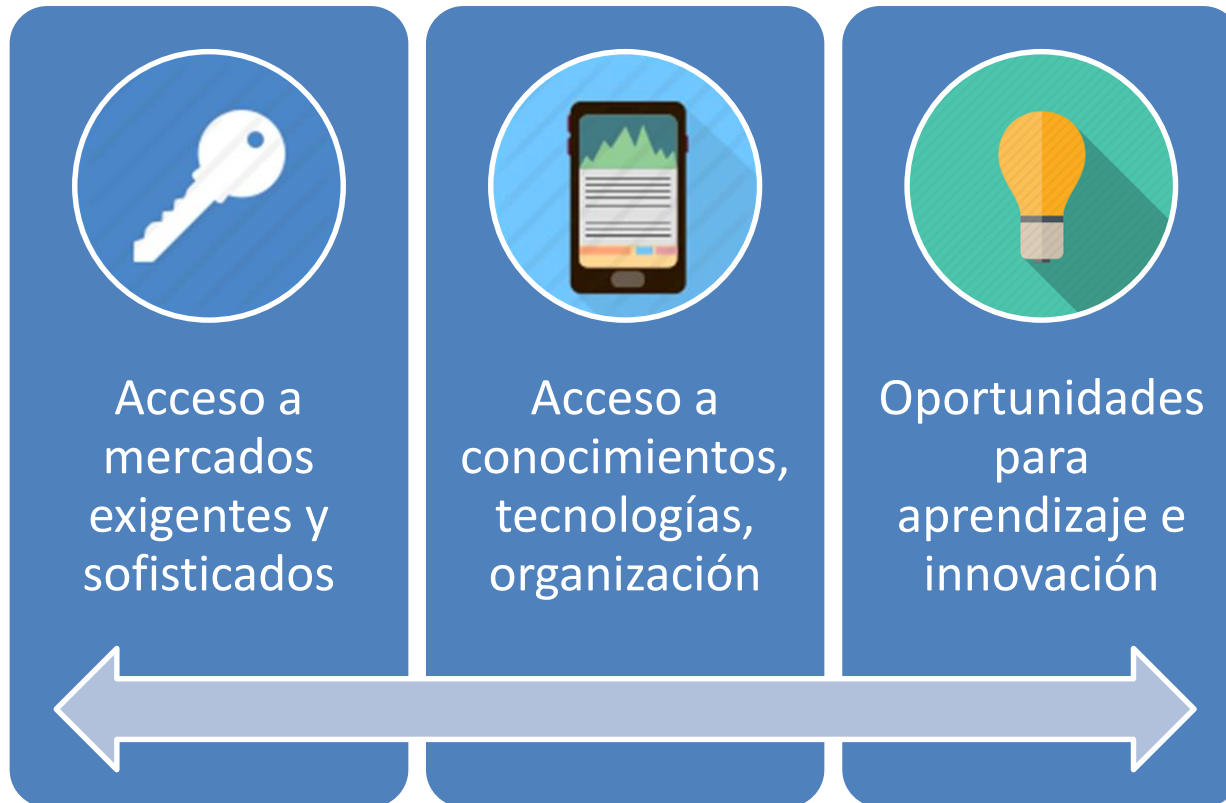 Acceso a
mercados
exigentes y
sofisticados
Acceso a
conocimientos,
tecnologías,
organización
Oportunidades
para
aprendizaje e
innovación